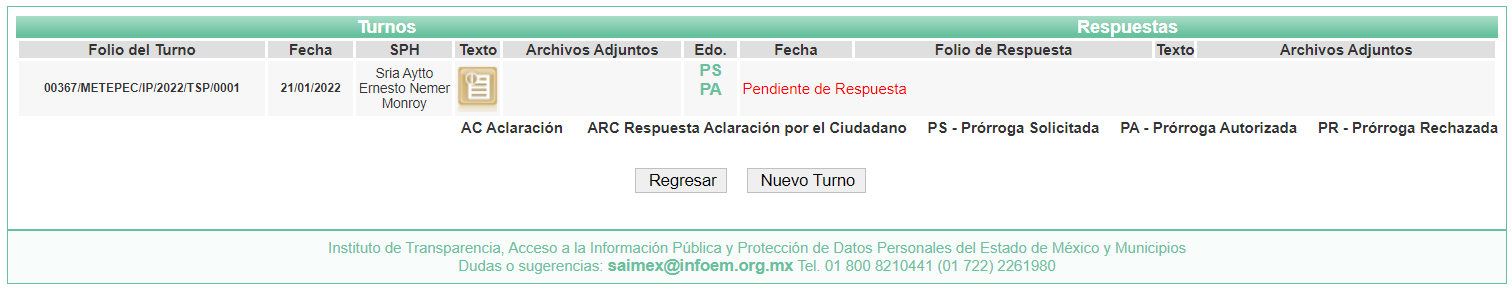 Turnos Respuestas
Folio del Turno Fecha SPH Texto Archivos Adjuntos Edo. Fecha Folio de Respuesta Texto Archivos Adjuntos
00367/METEPEC/IP/2022/TSP/0001 21/01/2022 Sria Aytto
Ernesto Nemer
Monroy
PS
PA
Pendiente de Respuesta
AC Aclaración ARC Respuesta Aclaración por el Ciudadano PS - Prórroga Solicitada PA - Prórroga Autorizada PR - Prórroga Rechazada
Regresar Nuevo Turno
Instituto de Transparencia, Acceso a la Información Pública y Protección de Datos Personales del Estado de México y Municipios
Dudas o sugerencias: saimex@infoem.org.mx Tel. 01 800 8210441 (01 722) 2261980